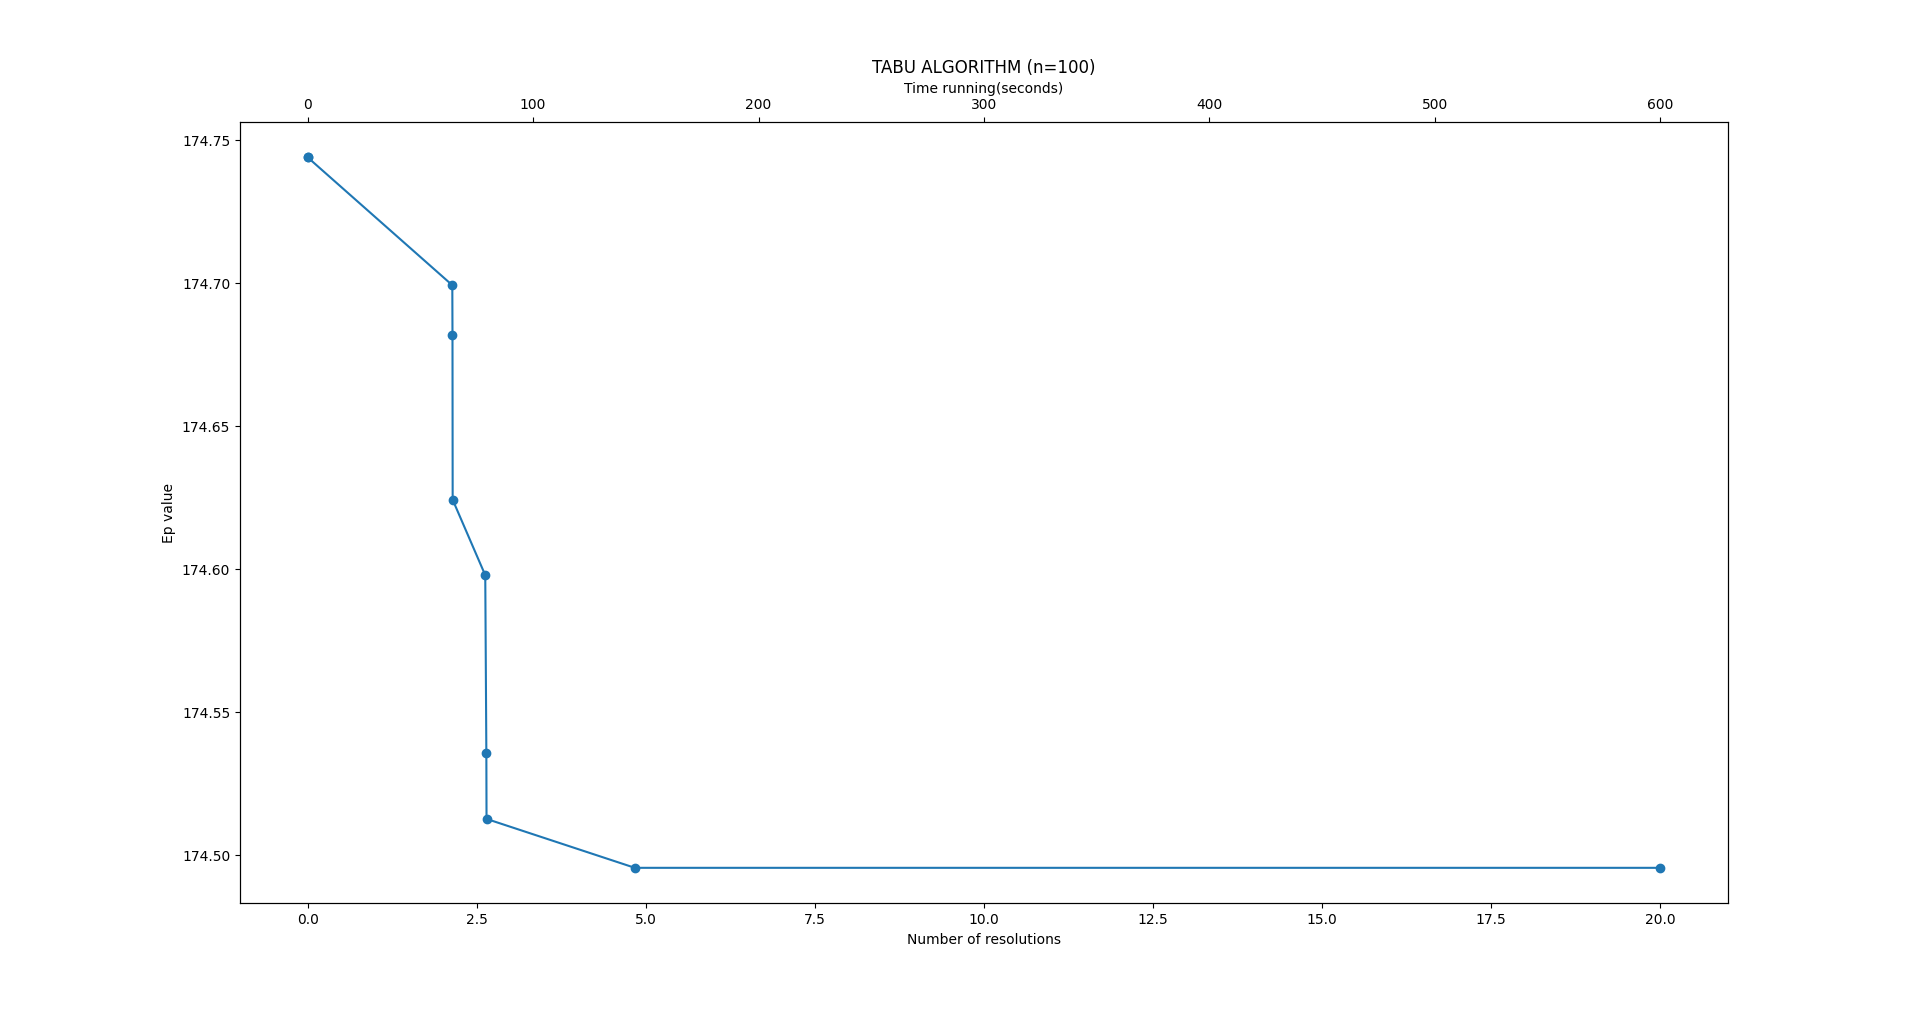 TABU ALGORITHM (n=100)
Time running(seconds)
0 100 200 300 400 500 600
174.75
174.70
174.65
174.60
174.55
174.50
Ep value
0.0 2.5 5.0 7.5 10.0 12.5 15.0 17.5 20.0
Number of resolutions